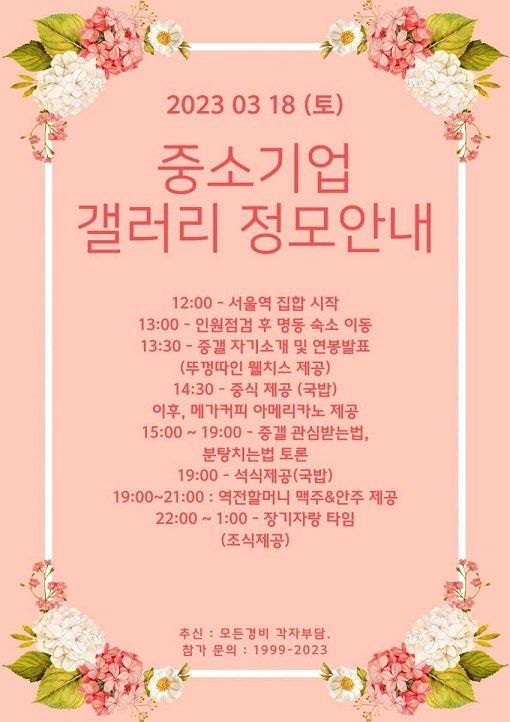 2023 03 18 (토)
중소기업
갤러리 정모안내
12:00 - 서울역 집합 시작
13:00 - 인원점검 후 명동 숙소 이동
13:30 - 중갤 자기소개 및 연봉발표
(뚜껑따인 웰치스 제공)
14:30 - 중식 제공 (국밥)
이후, 메가커피 아메리카노 제공
15:00 ~ 19:00 - 중갤 관심받는법,
분탕치는법 토론
19:00 - 석식제공(국밥)
19:00~21:00 : 역전할머니 맥주&안주 제공
22:00 ~ 1:00 - 장기자랑 타임
(조식제공)
추신 : 모든경비 각자부담.
참가 문의 : 1999-2023